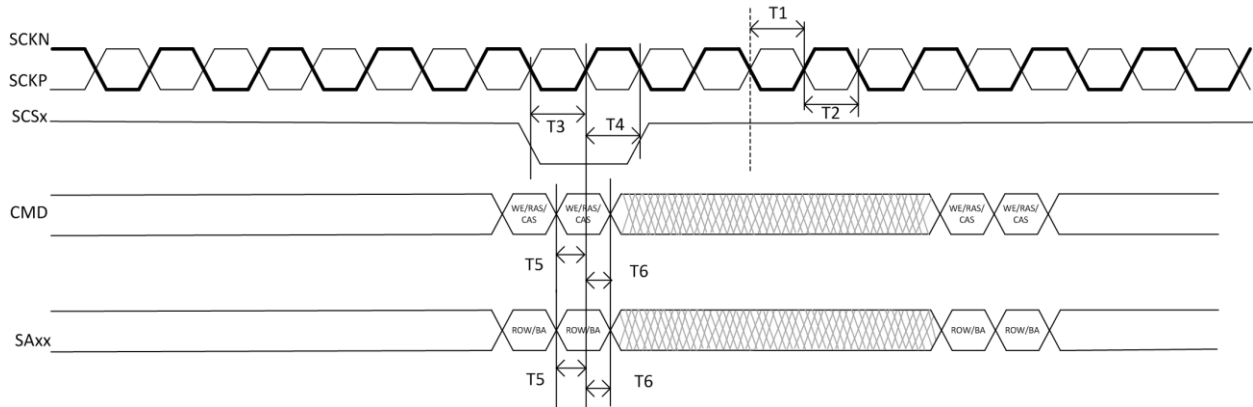 T1
SCKN
SCKP
T2
SCSx
T3
T4
CMD
WE/RAS/
CAS
WE/RAS/
CAS
WE/RAS/
CAS
WE/RAS/
CAS
T5
T6
SAxx
ROW/BA
ROW/BA
ROW/BA
ROW/BA
T5
T6